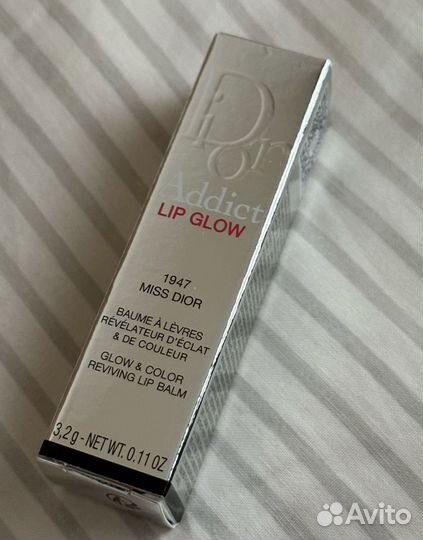 Dior
Addict
LIP GLOW
1947
MISS DIOR
BAUME À LÈVRES
RÉVÉLATEUR D'ÉCLAT
& DE COULEUR
GLOW & COLOR
REVIVING LIP BALM
3,2g - NET WT. 0.11 OZ
Avito